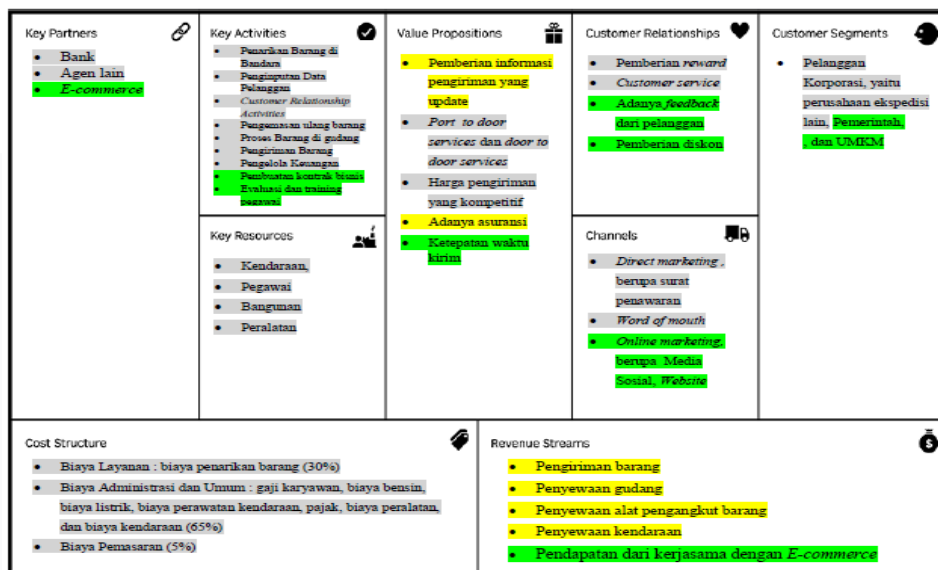 Key Partners
• Bank
• Agen lain
• E-commerce
Key Activities
• Penarikan Barang di
Bandara
• Penginputan Data
Pelanggan
• Customer Relationship
Activities
• Pengemasan ulang barang
• Proses Barang di gudang
• Pengiriman Barang
• Pengelola Keuangan
• Pembuatan kontrak bisnis
• Evaluasi dan training
pegawai
Key Resources
• Kendaraan,
• Pegawai
• Bangunan
• Peralatan
Value Propositions
• Pemberian informasi
pengiriman yang
update
• Port to door
services dan door to
door services
• Harga pengiriman
yang kompetitif
• Adanya asuransi
• Ketepatan waktu
kirim
Customer Relationships
• Pemberian reward
• Customer service
• Adanya feedback
dari pelanggan
• Pemberian diskon
Channels
• Direct marketing ,
berupa surat
penawaran
• Word of mouth
• Online marketing,
berupa Media
Sosial, Website
Customer Segments
• Pelanggan
Korporasi, yaitu
perusahaan ekspedisi
lain, Pemerintah,
, dan UMKM
Cost Structure
• Biaya Layanan : biaya penarikan barang (30%)
• Biaya Administrasi dan Umum : gaji karyawan, biaya bensin,
biaya listrik, biaya perawatan kendaraan, pajak, biaya peralatan,
dan biaya kendaraan (65%)
• Biaya Pemasaran (5%)
Revenue Streams
$
• Pengiriman barang
• Penyewaan gudang
• Penyewaan alat pengangkut barang
• Penyewaan kendaraan
• Pendapatan dari kerjasama dengan E-commerce